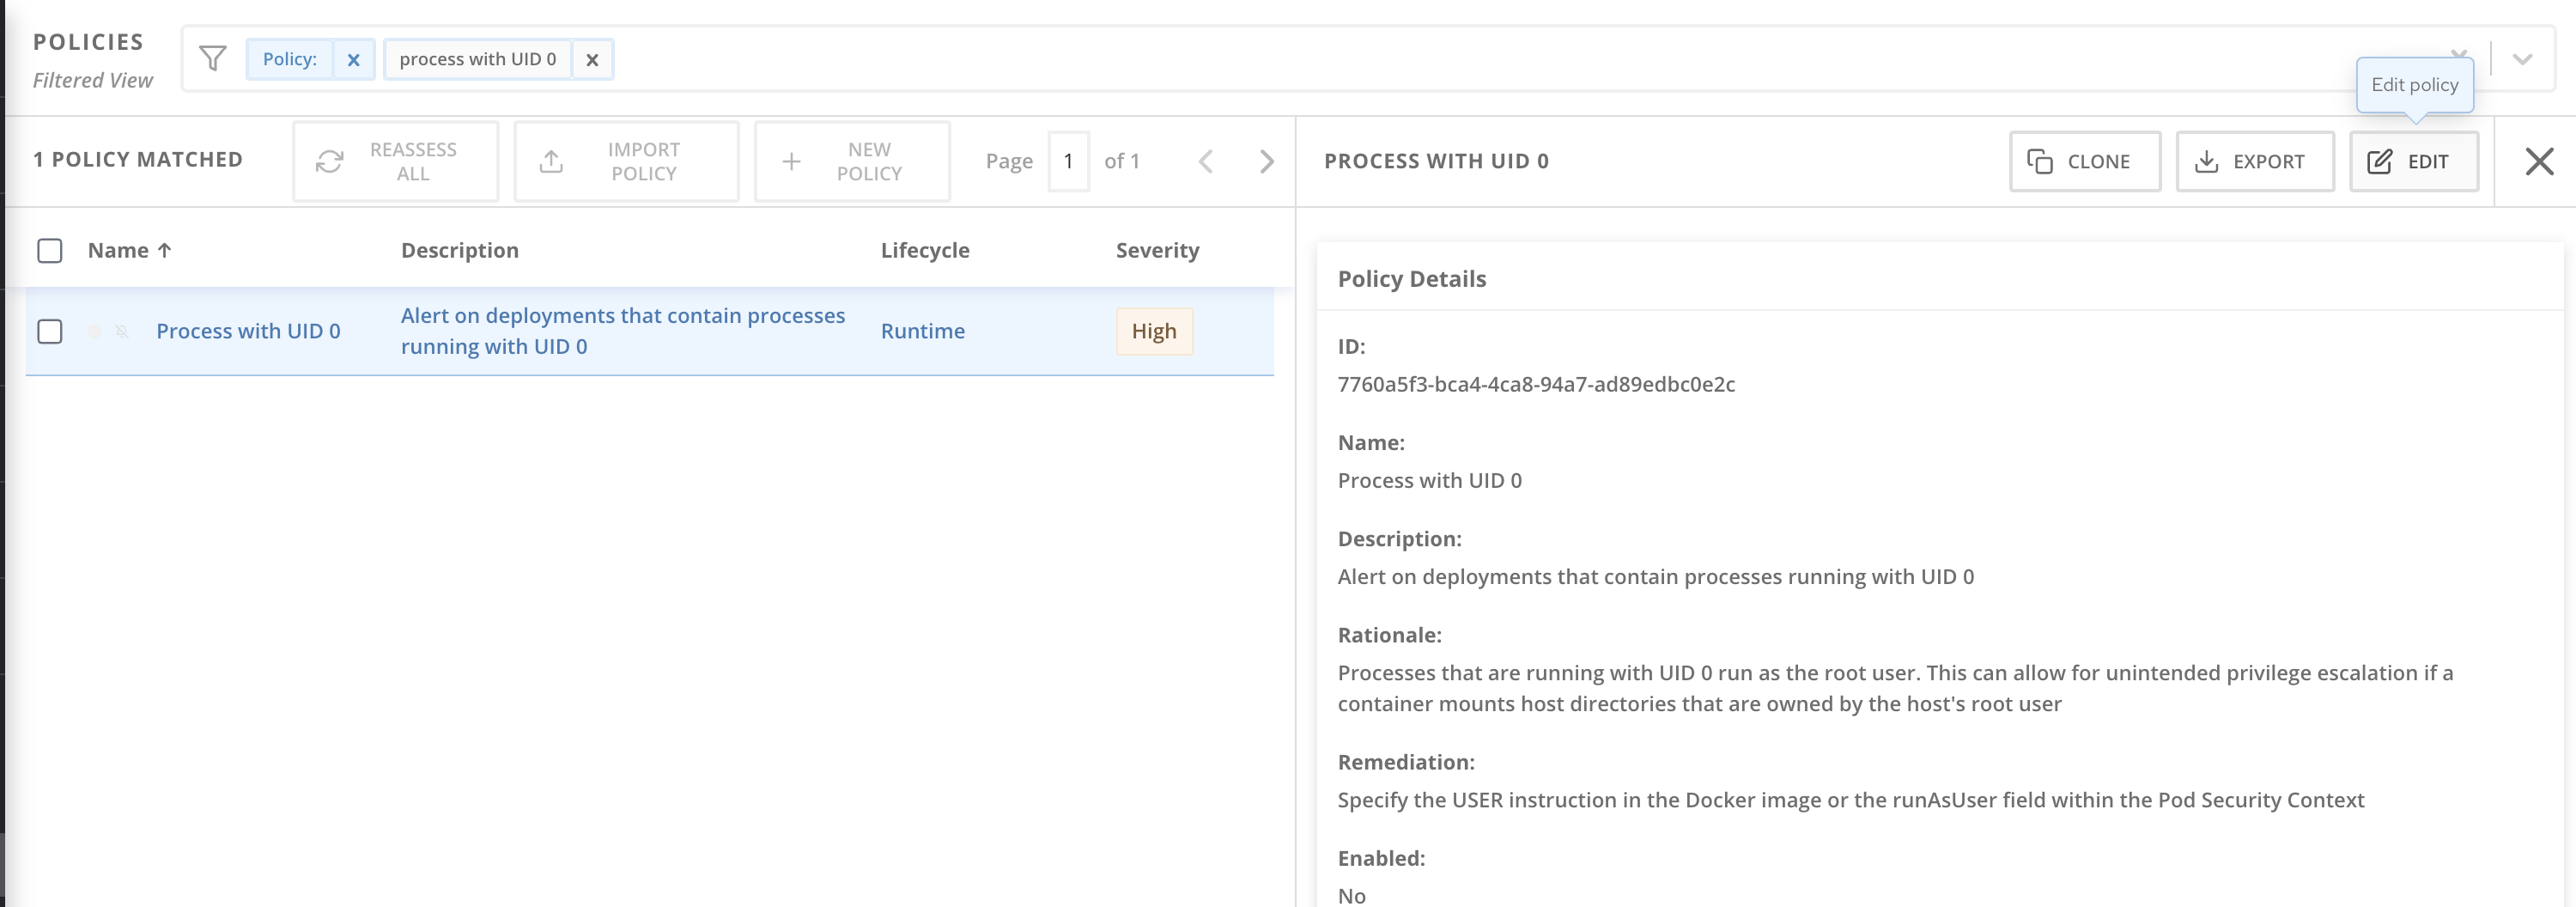 POLICIES
Filtered View
Policy: x
process with UID 0 x
Edit policy
1 POLICY MATCHED
REASSESS
ALL
IMPORT
POLICY
NEW
POLICY
Page 1 of 1
PROCESS WITH UID 0
CLONE
EXPORT
EDIT
Name
Description
Lifecycle
Severity
Process with UID 0
Alert on deployments that contain processes
running with UID 0
Runtime
High
Policy Details
ID:
7760a5f3-bca4-4ca8-94a7-ad89edbc0e2c
Name:
Process with UID 0
Description:
Alert on deployments that contain processes running with UID 0
Rationale:
Processes that are running with UID 0 run as the root user. This can allow for unintended privilege escalation if a
container mounts host directories that are owned by the host's root user
Remediation:
Specify the USER instruction in the Docker image or the runAsUser field within the Pod Security Context
Enabled:
No